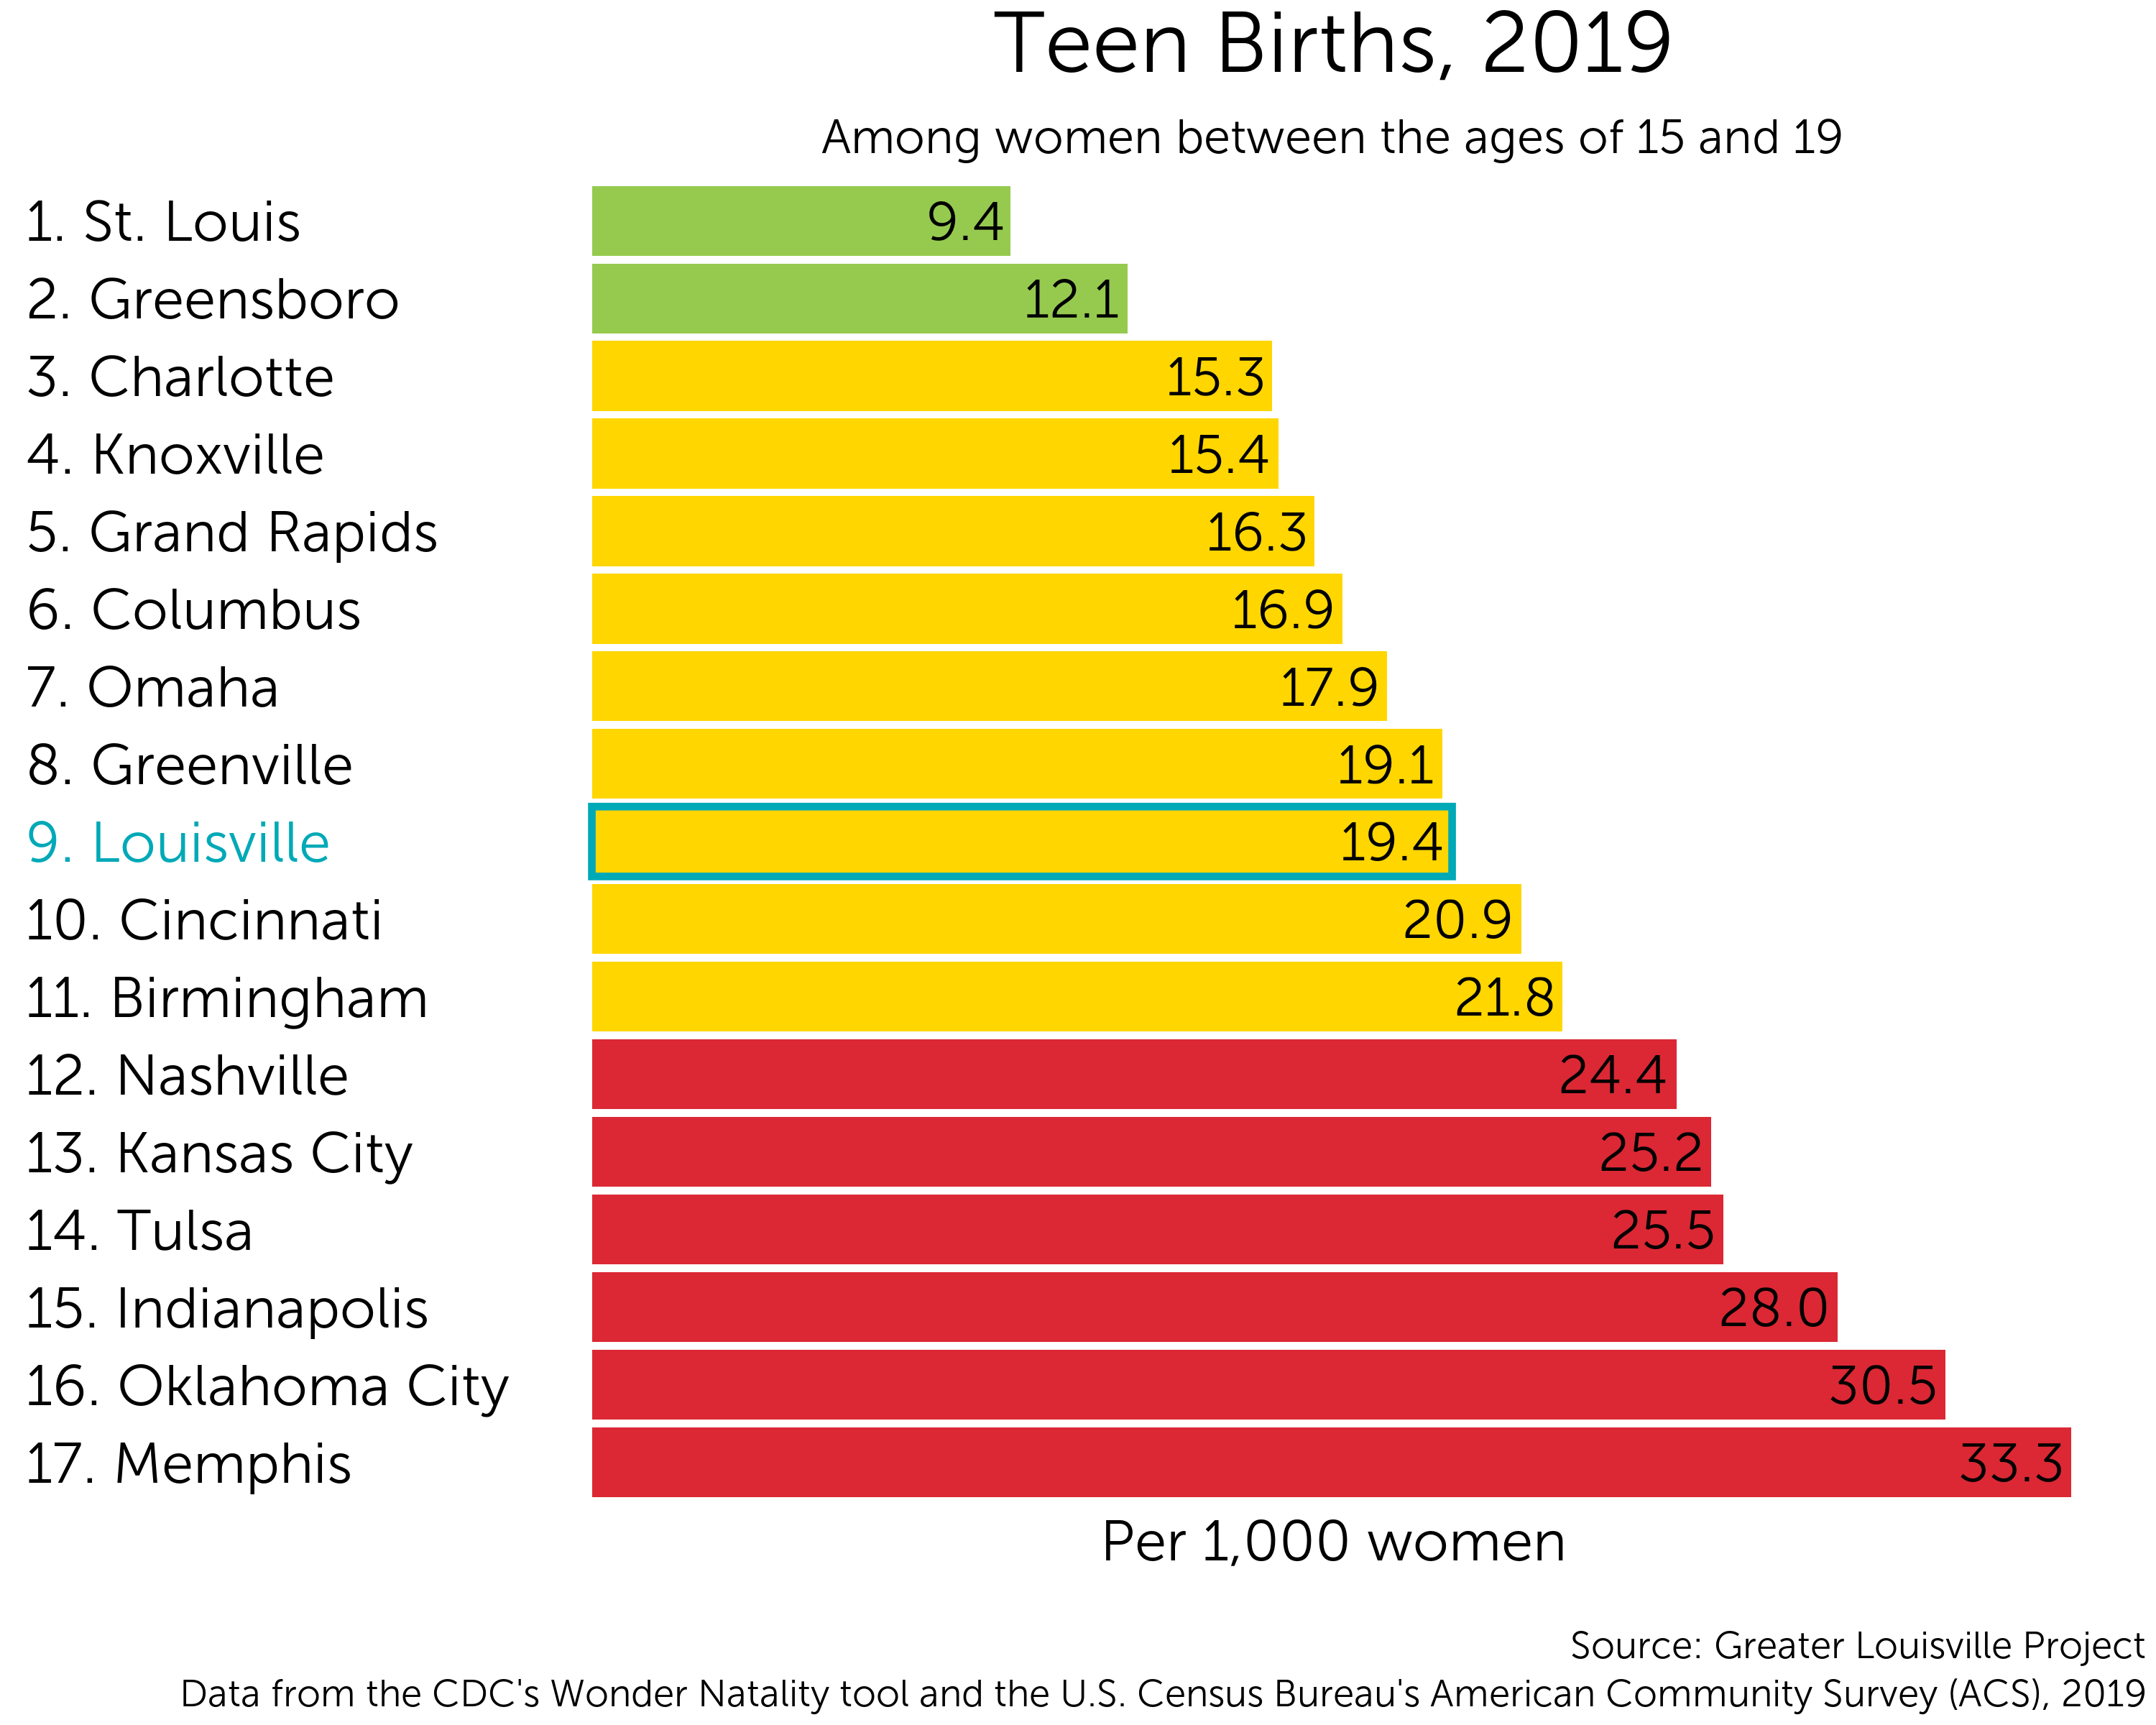 Teen Births, 2019
Among women between the ages of 15 and 19
1. St. Louis 9.4
2. Greensboro 12.1
3. Charlotte 15.3
4. Knoxville 15.4
5. Grand Rapids 16.3
6. Columbus 16.9
7. Omaha 17.9
8. Greenville 19.1
9. Louisville 19.4
10. Cincinnati 20.9
11. Birmingham 21.8
12. Nashville 24.4
13. Kansas City 25.2
14. Tulsa 25.5
15. Indianapolis 28.0
16. Oklahoma City 30.5
17. Memphis 33.3
Per 1,000 women
Source: Greater Louisville Project
Data from the CDC's Wonder Natality tool and the U.S. Census Bureau's American Community Survey (ACS), 2019